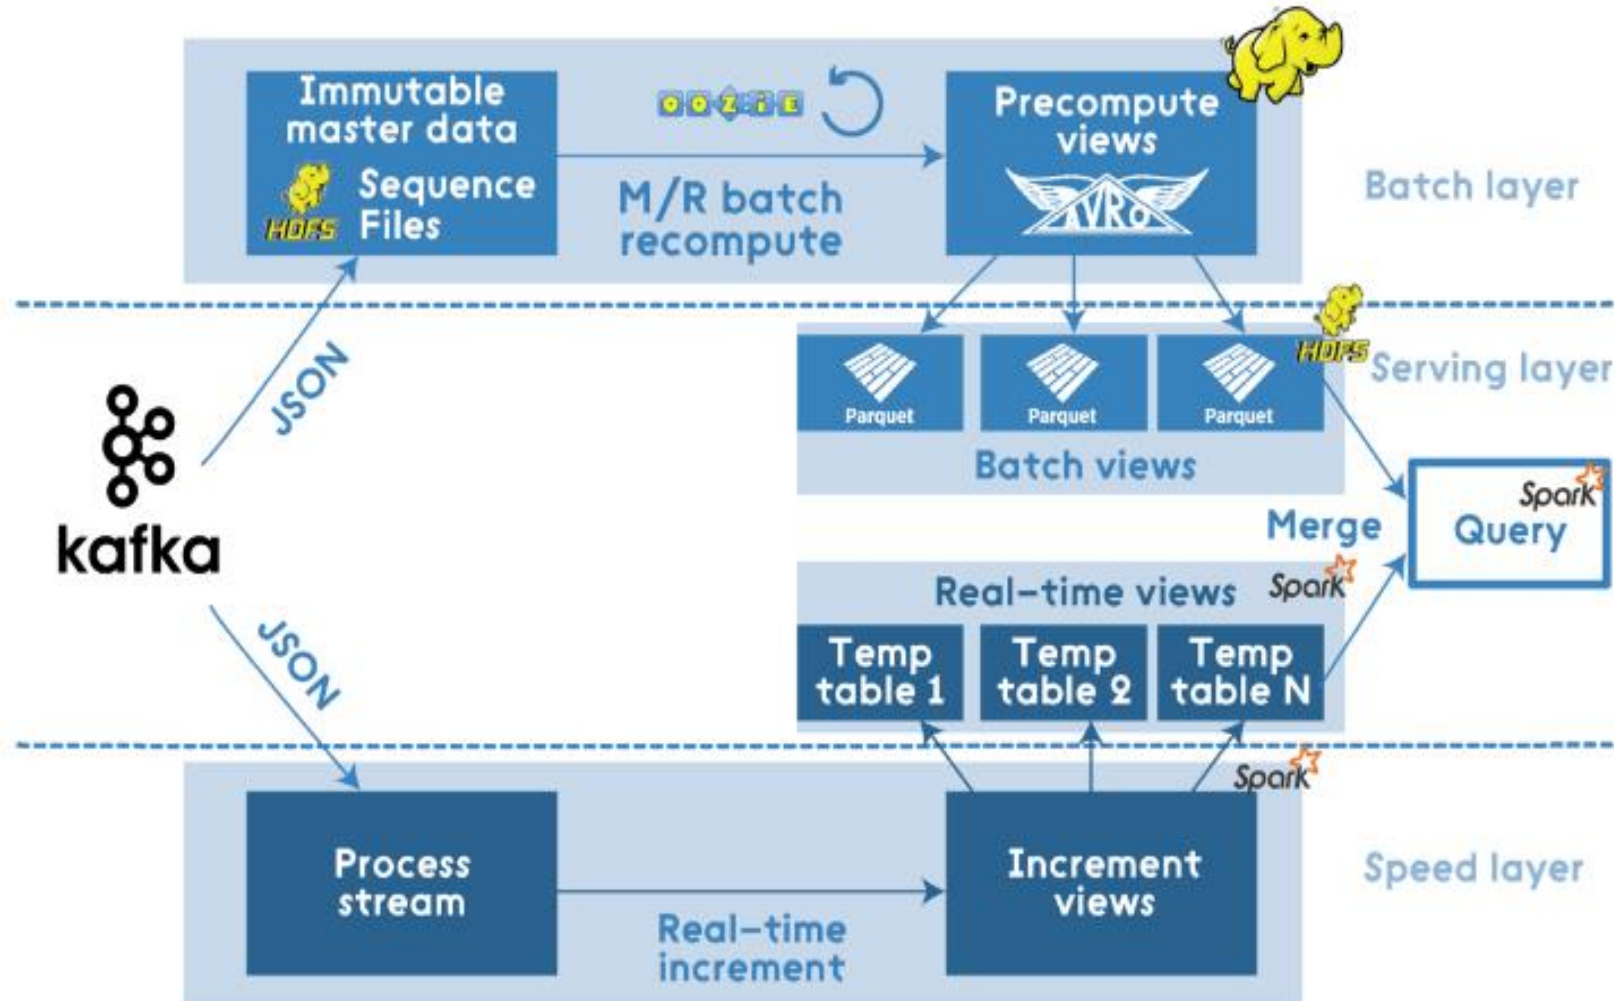 Immutable
master data
HDFS
Sequence
Files
OOZIE
M/R batch
recompute
Precompute
views
AVRO
Batch layer
JSON
kafka
JSON
Parquet
Parquet
Parquet
HDFS
Serving layer
Batch views
Merge
Spark
Query
Real-time views
Spark
Temp
table 1
Temp
table 2
Temp
table N
Spark
Process
stream
Real-time
increment
Increment
views
Speed layer